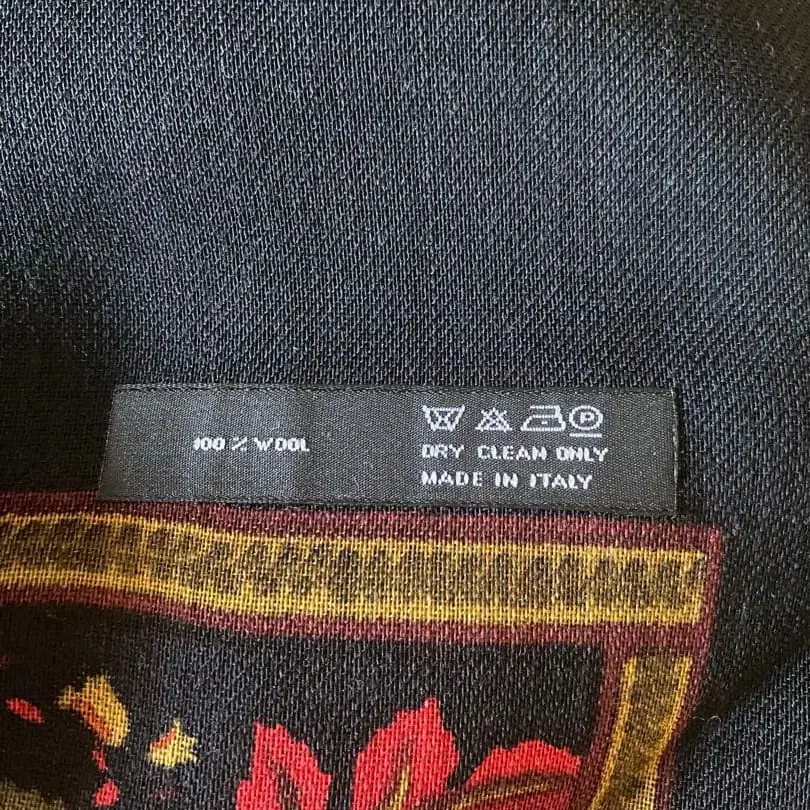 100 % WOOL
P
DRY CLEAN ONLY
MADE IN ITALY